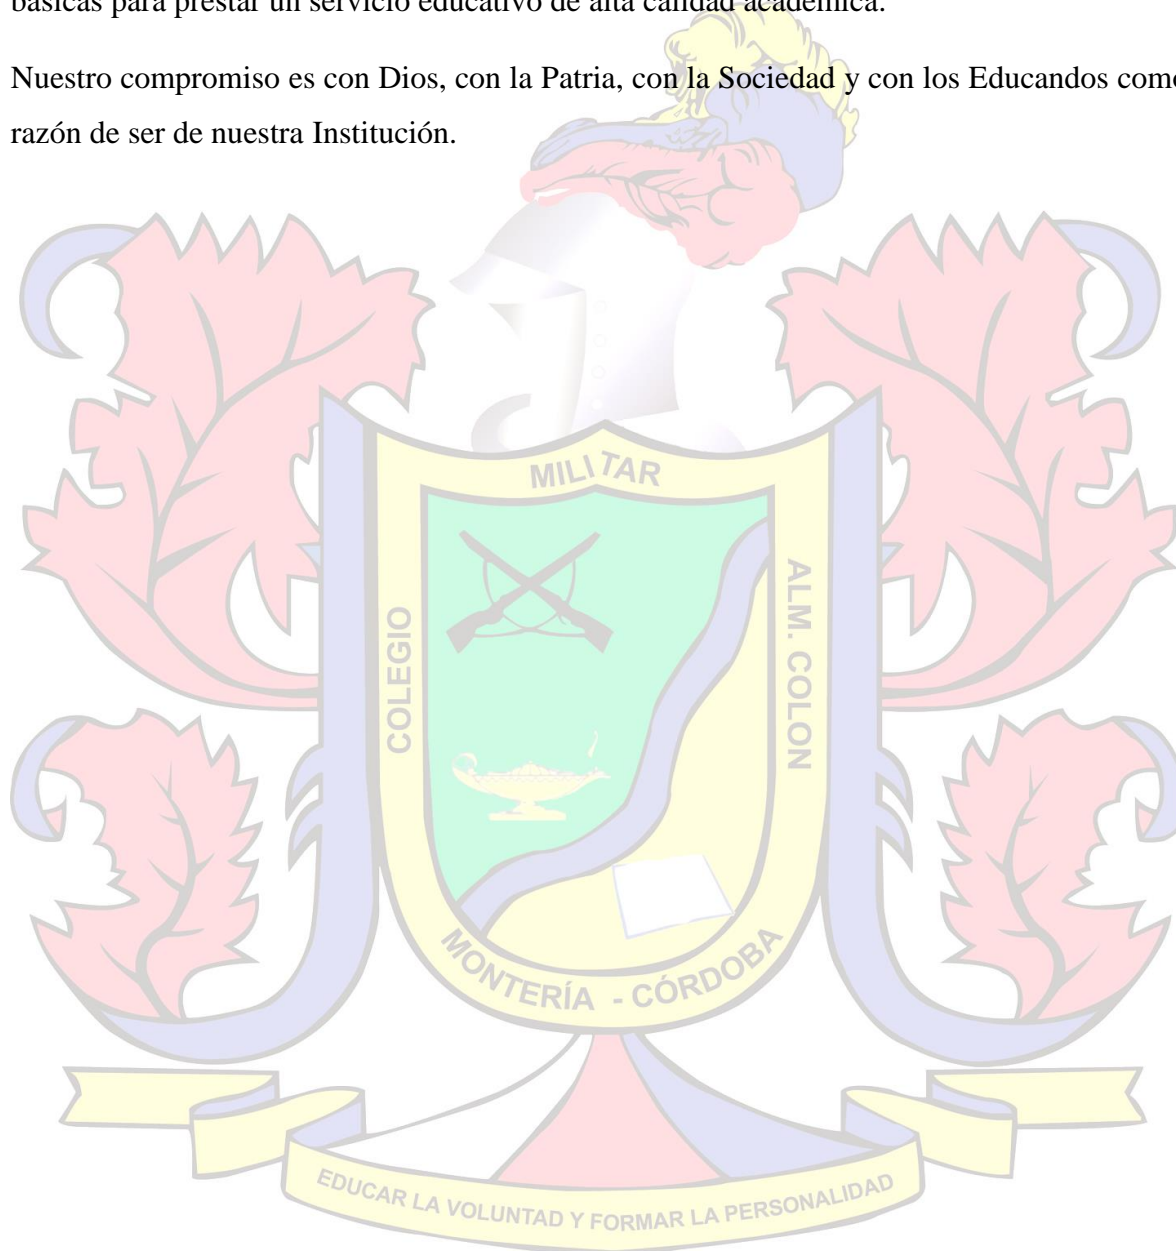 básicas para prestar un servicio educativo de alta calidad académica.
Nuestro compromiso es con Dios, con la Patria, con la Sociedad y con los Educandos como
razón de ser de nuestra Institución.
MILITAR
COLEGIO
ALM. COLON
MONTERÍA - CÓRDOBA
EDUCAR LA VOLUNTAD Y FORMAR LA PERSONALIDAD